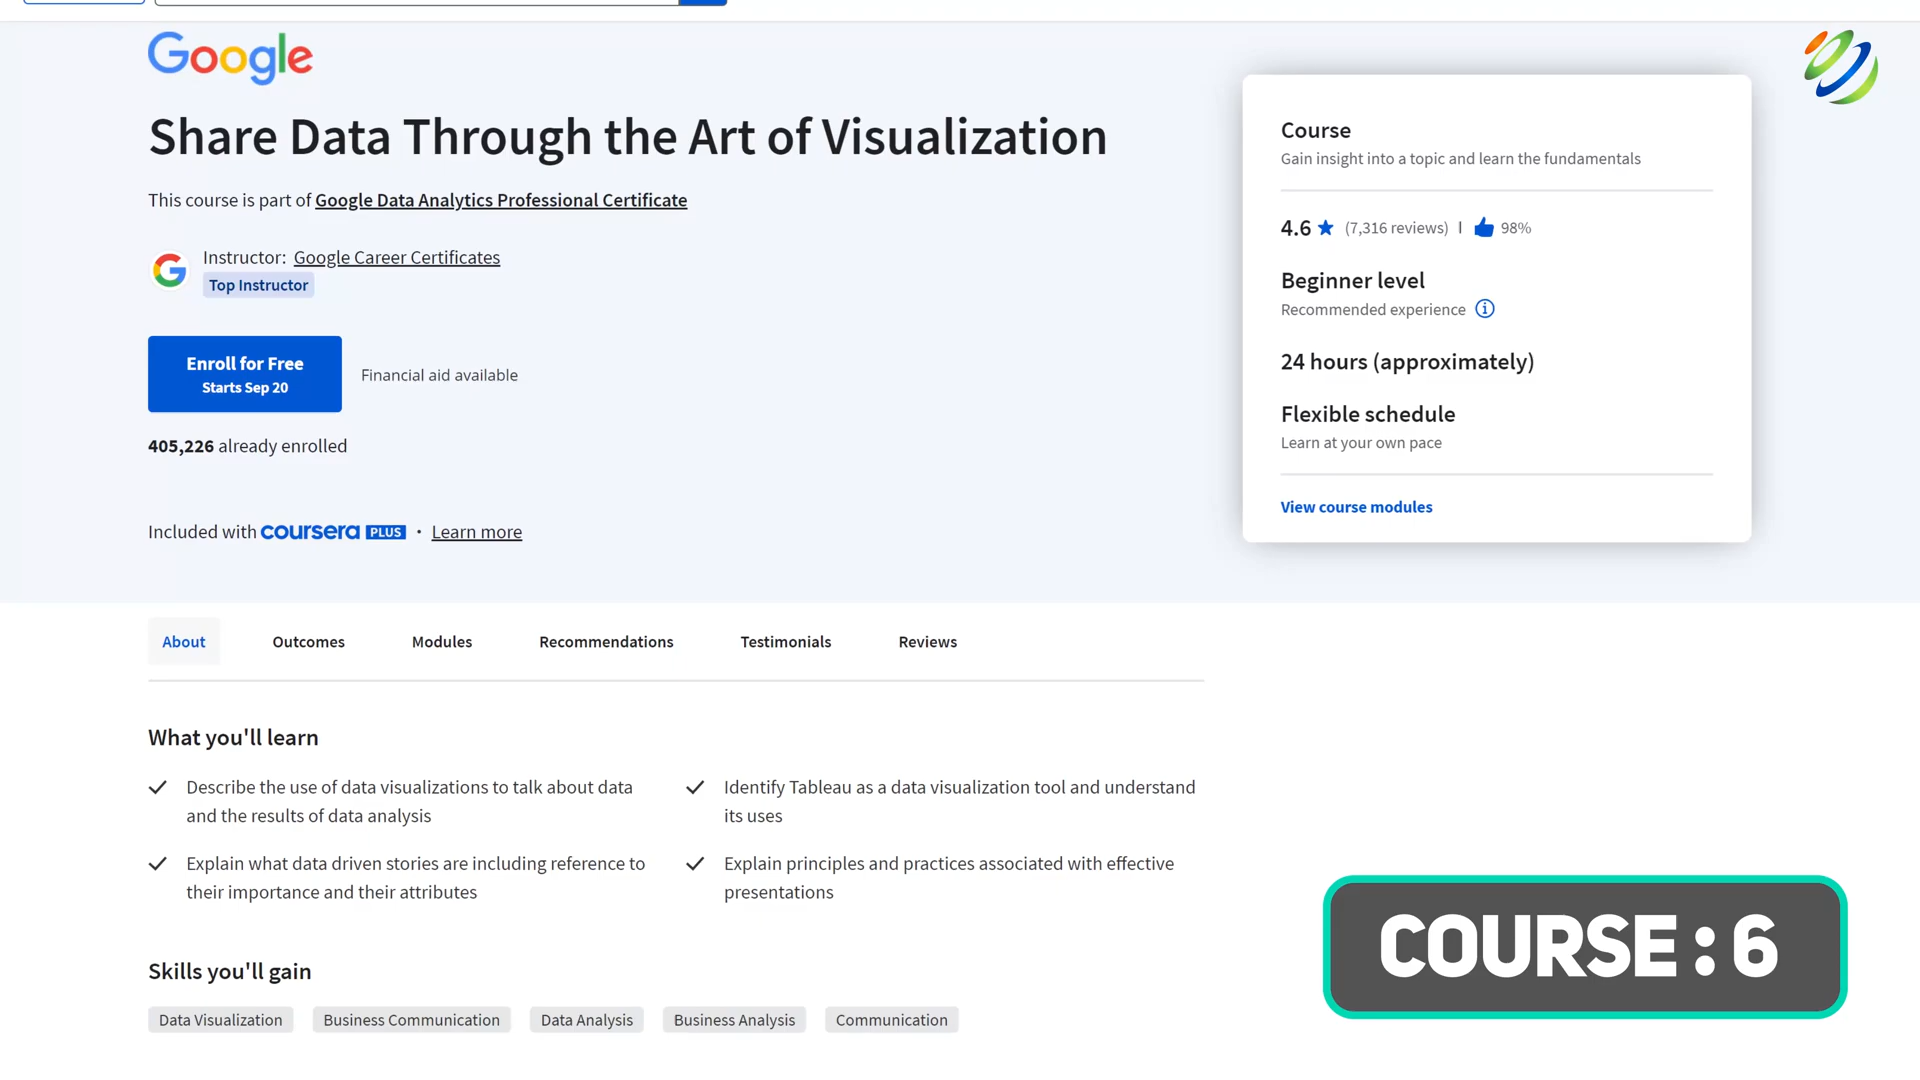 Google
Share Data Through the Art of Visualization
This course is part of Google Data Analytics Professional Certificate
Instructor: Google Career Certificates
Top Instructor
Enroll for Free
Starts Sep 20
Financial aid available
405,226 already enrolled
Included with coursera PLUS · Learn more
Course
Gain insight into a topic and learn the fundamentals
4.6 (7,316 reviews) | 98%
Beginner level
Recommended experience
24 hours (approximately)
Flexible schedule
Learn at your own pace
View course modules
About Outcomes Modules Recommendations Testimonials Reviews
What you'll learn
Describe the use of data visualizations to talk about data
and the results of data analysis
Identify Tableau as a data visualization tool and understand
its uses
Explain what data driven stories are including reference to
their importance and their attributes
Explain principles and practices associated with effective
presentations
Skills you'll gain
Data Visualization Business Communication Data Analysis Business Analysis Communication
COURSE : 6